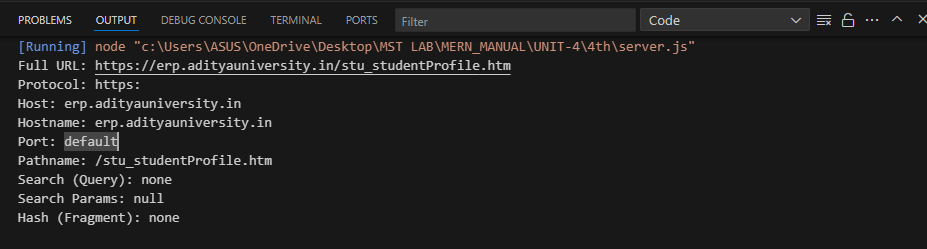 PROBLEMS OUTPUT DEBUG CONSOLE TERMINAL PORTS Filter Code
[Running] node "c:\Users\ASUS\OneDrive\Desktop\MST LAB\MERN_MANUAL\UNIT-4\4th\server.js"
Full URL: https://erp.adityauniversity.in/stu_studentProfile.htm
Protocol: https:
Host: erp.adityauniversity.in
Hostname: erp.adityauniversity.in
Port: default
Pathname: /stu_studentProfile.htm
Search (Query): none
Search Params: null
Hash (Fragment): none